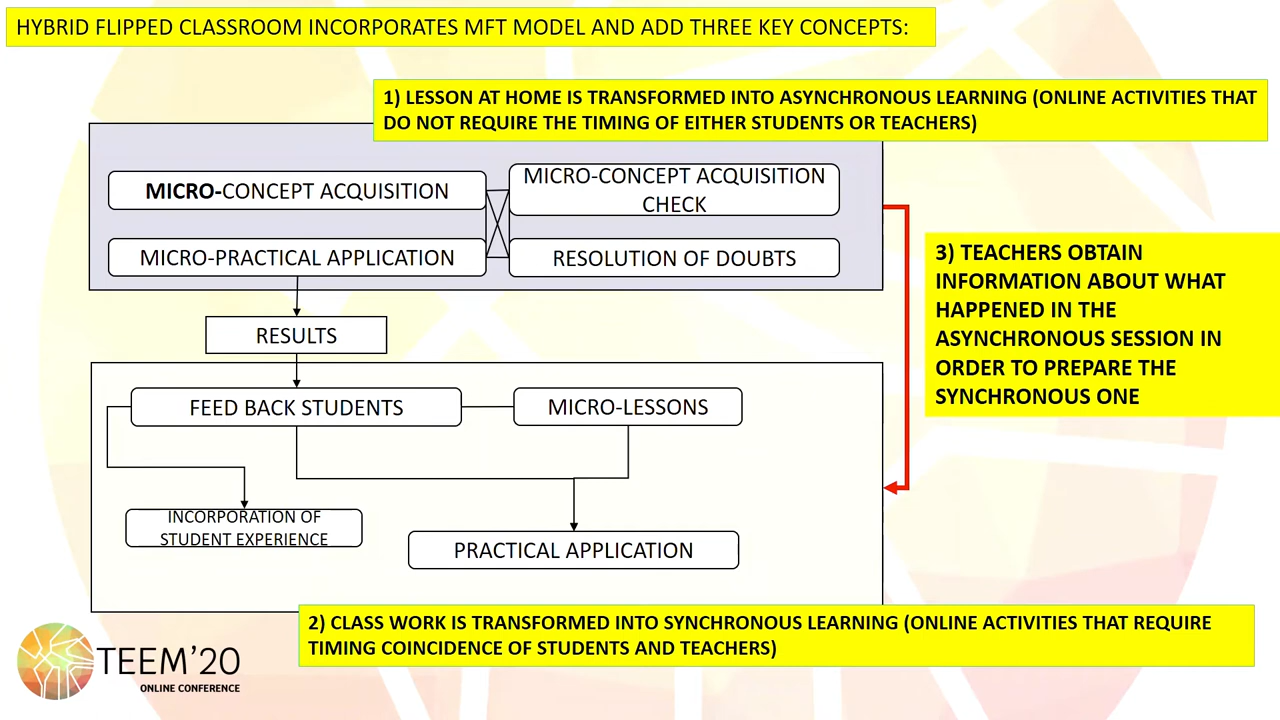 HYBRID FLIPPED CLASSROOM INCORPORATES MFT MODEL AND ADD THREE KEY CONCEPTS:
1) LESSON AT HOME IS TRANSFORMED INTO ASYNCHRONOUS LEARNING (ONLINE ACTIVITIES THAT
DO NOT REQUIRE THE TIMING OF EITHER STUDENTS OR TEACHERS)
MICRO-CONCEPT ACQUISITION
MICRO-CONCEPT ACQUISITION
CHECK
MICRO-PRACTICAL APPLICATION
RESOLUTION OF DOUBTS
3) TEACHERS OBTAIN
INFORMATION ABOUT WHAT
HAPPENED IN THE
ASYNCHRONOUS SESSION IN
ORDER TO PREPARE THE
SYNCHRONOUS ONE
RESULTS
FEED BACK STUDENTS
MICRO-LESSONS
INCORPORATION OF
STUDENT EXPERIENCE
PRACTICAL APPLICATION
2) CLASS WORK IS TRANSFORMED INTO SYNCHRONOUS LEARNING (ONLINE ACTIVITIES THAT REQUIRE
TIMING COINCIDENCE OF STUDENTS AND TEACHERS)
TEEM'20
ONLINE CONFERENCE